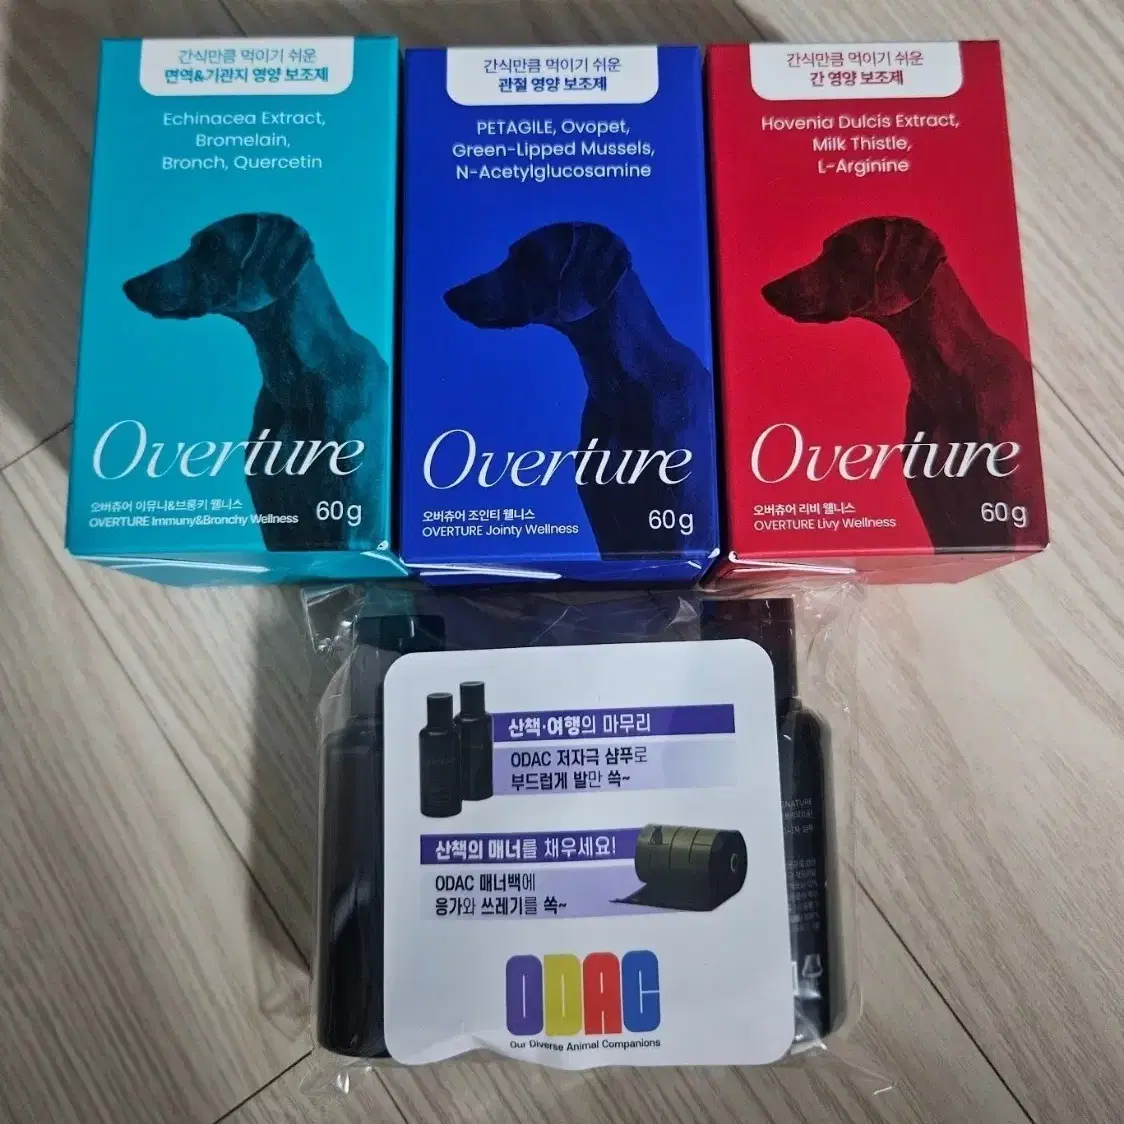 간식만큼 먹이기 쉬운
면역&기관지 영양 보조제
Echinacea Extract,
Bromelain,
Bronch, Quercetin
Overture
오버츄어 이뮤니&브롱키 웰니스
OVERTURE Immuny&Bronchy Wellness
60g
간식만큼 먹이기 쉬운
관절 영양 보조제
PETAGILE, Ovopet,
Green-Lipped Mussels,
N-Acetylglucosamine
Overture
오버츄어 조인티 웰니스
OVERTURE Jointy Wellness
60g
간식만큼 먹이기 쉬운
간 영양 보조제
Hovenia Dulcis Extract,
Milk Thistle,
L-Arginine
Overture
오버츄어 리비 웰니스
OVERTURE Livy Wellness
60g
산책·여행의 마무리
ODAC 저자극 샴푸로
부드럽게 발만 쓱~
산책의 매너를 채우세요!
ODAC 매너백에
응가와 쓰레기를 쏙~
ODAC
Our Diverse Animal Companions